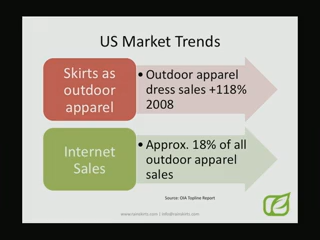 US Market Trends
Skirts as
outdoor
apparel
• Outdoor apparel
dress sales +118%
2008
Internet
Sales
• Approx. 18% of all
outdoor apparel
sales
Source: OIA Topline Report